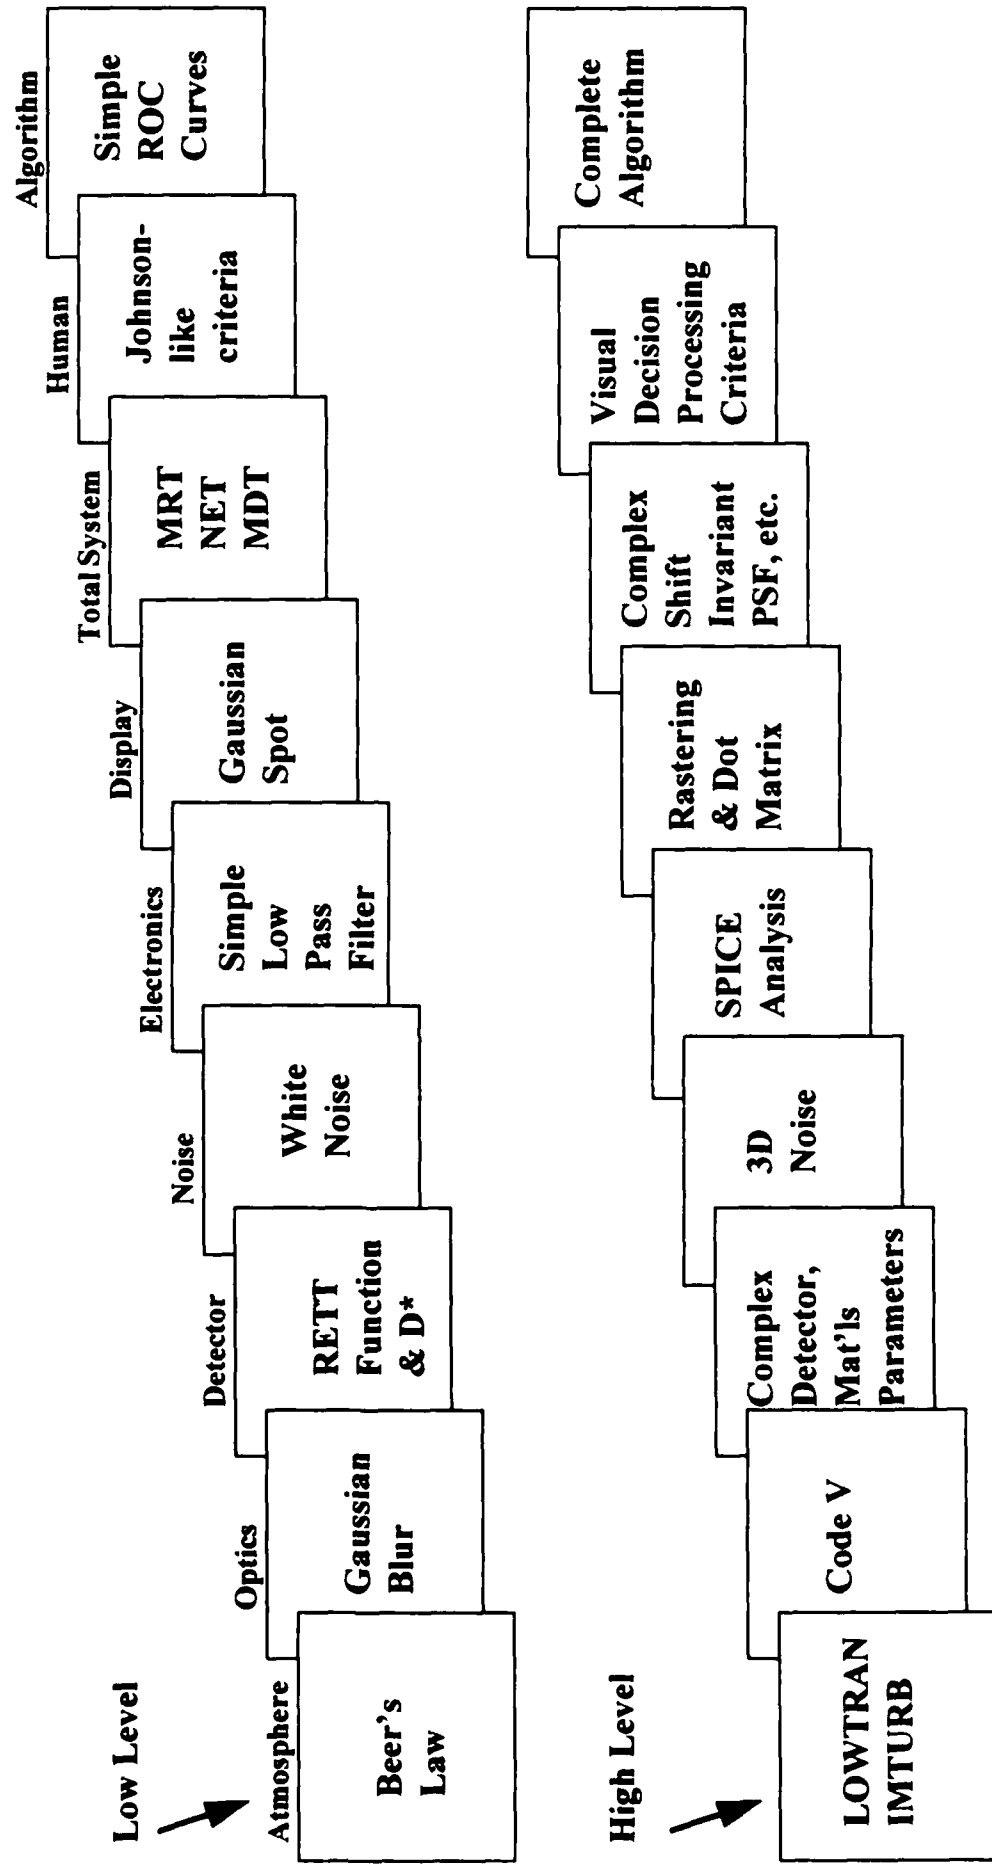 Low Level
Atmosphere
Beer's
Law
Optics
Gaussian
Blur
Detector
RETT
Function
& D*
Noise
White
Noise
Electronics
Simple
Low
Pass
Filter
Display
Gaussian
Spot
Total System
MRT
NET
MDT
Human
Johnson-
like
criteria
Algorithm
Simple
ROC
Curves
High Level
LOWTRAN
IMTURB
Code V
Complex
Detector,
Mat'ls
Parameters
3D
Noise
SPICE
Analysis
Rastering
& Dot
Matrix
Complex
Shift
Invariant
PSF, etc.
Visual
Decision
Processing
Criteria
Complete
Algorithm